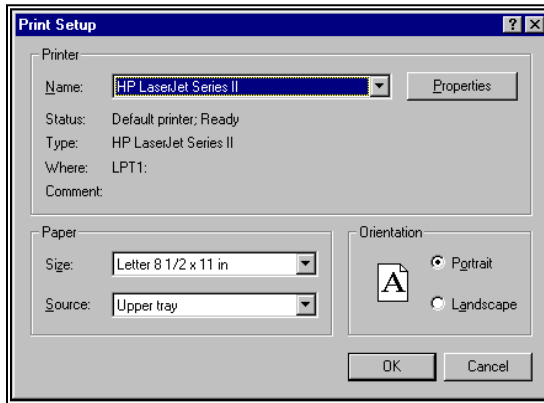 Print Setup
Printer
Name: HP LaserJet Series II Properties
Status: Default printer; Ready
Type: HP LaserJet Series II
Where: LPT1:
Comment:
Paper
Size: Letter 8 1/2 x 11 in
Source: Upper tray
Orientation
A
Portrait
Landscape
OK Cancel